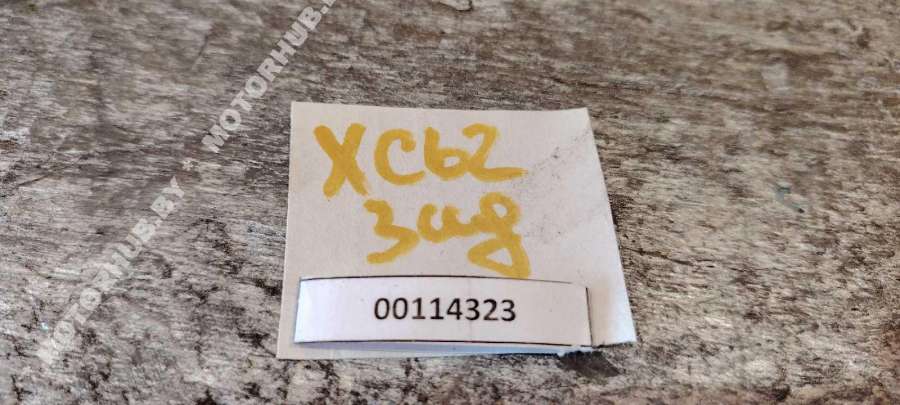 MOTORHUB.BY
MOTORHUB.BY
XC62
зад
00114323